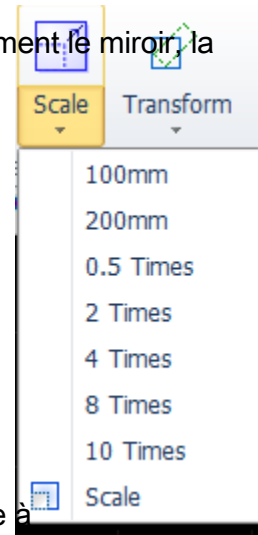 ment le miroir, la
Scale Transform
100mm
200mm
0.5 Times
2 Times
4 Times
8 Times
10 Times
Scale
e à